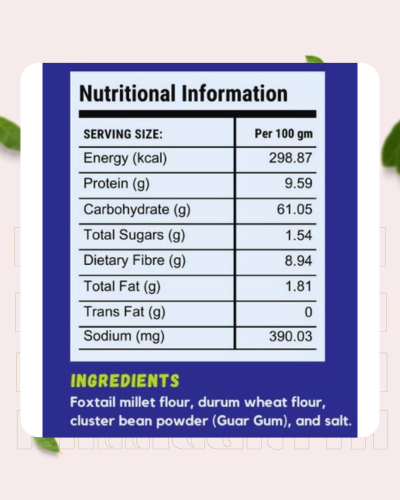 Nutritional Information
SERVING SIZE: Per 100 gm
Energy (kcal) 298.87
Protein (g) 9.59
Carbohydrate (g) 61.05
Total Sugars (g) 1.54
Dietary Fibre (g) 8.94
Total Fat (g) 1.81
Trans Fat (g) 0
Sodium (mg) 390.03
INGREDIENTS
Foxtail millet flour, durum wheat flour,
cluster bean powder (Guar Gum), and salt.